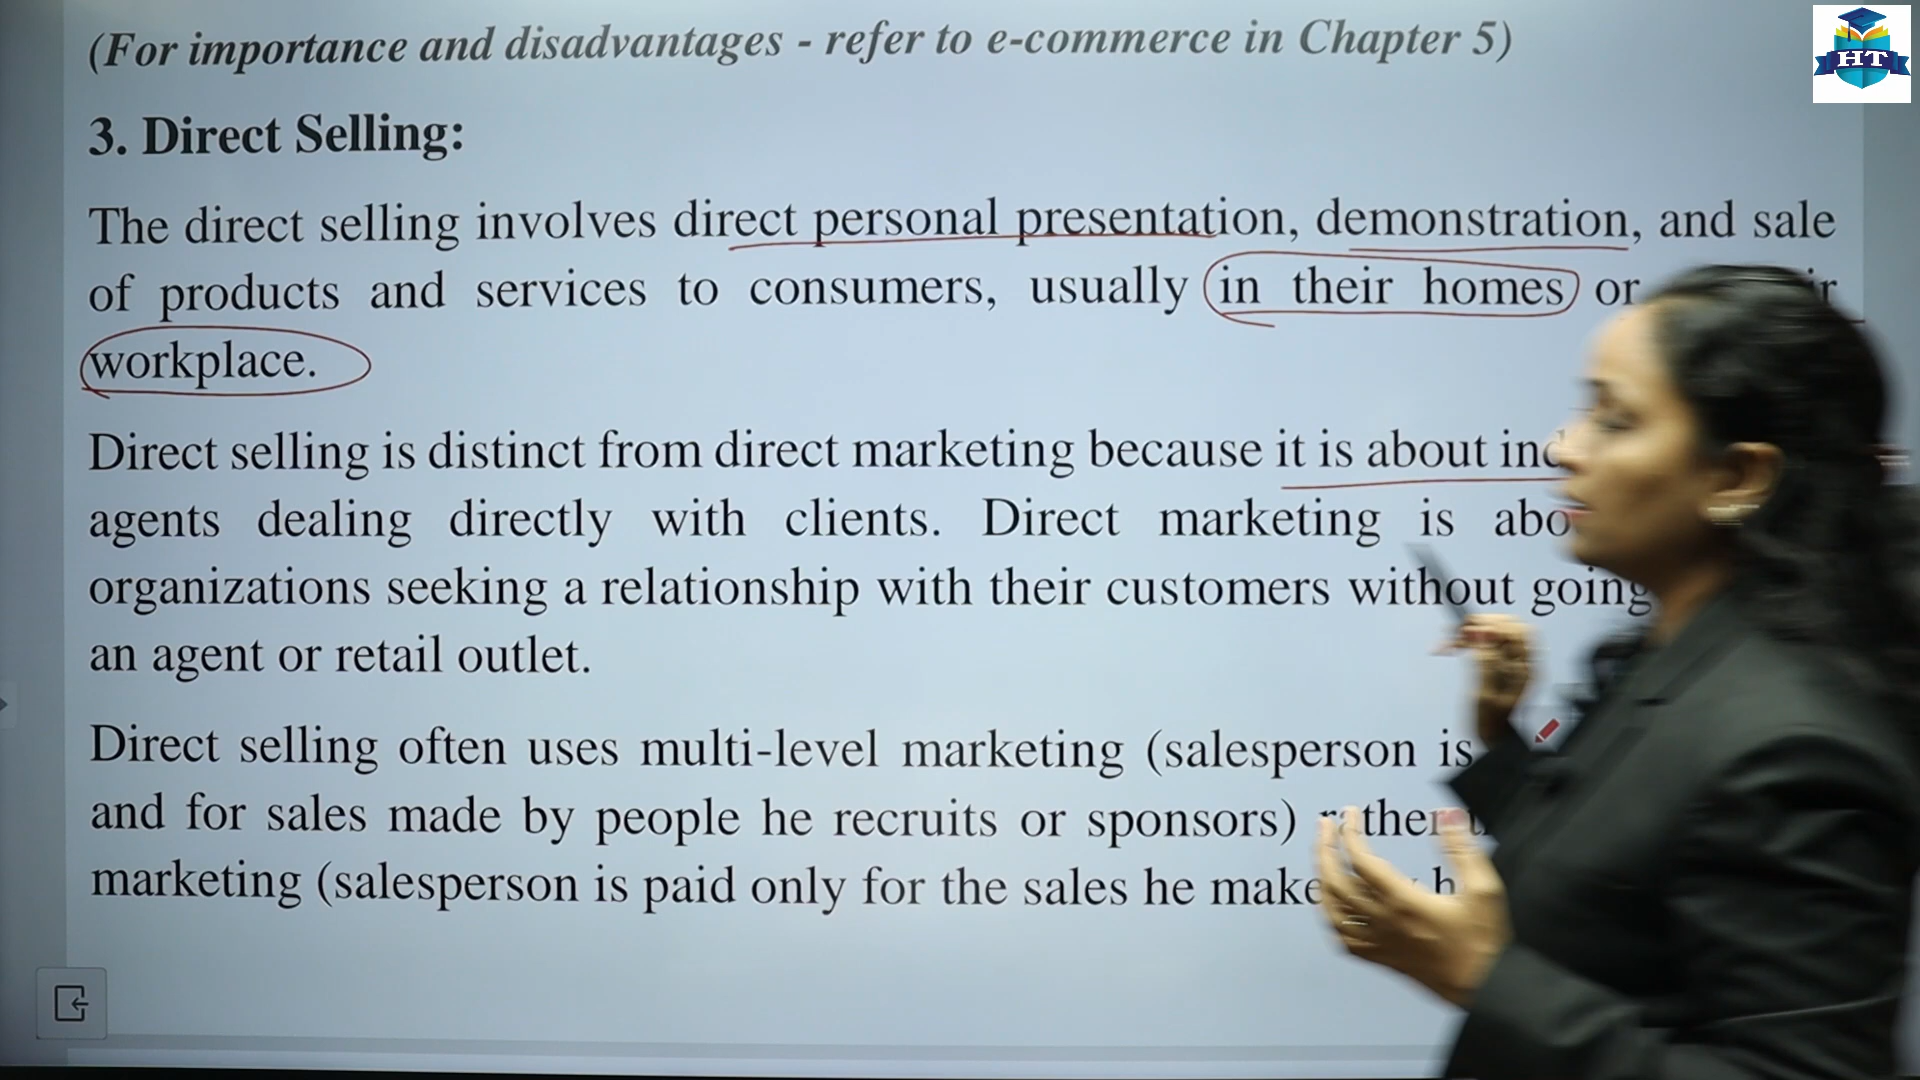 (For importance and disadvantages - refer to e-commerce in Chapter 5)
HT
3. Direct Selling:
The direct selling involves direct personal presentation, demonstration, and sale
of products and services to consumers, usually in their homes or
workplace.
Direct selling is distinct from direct marketing because it is about
agents dealing directly with clients. Direct marketing is
organizations seeking a relationship with their customers without going
an agent or retail outlet.
Direct selling often uses multi-level marketing (salesperson is
and for sales made by people he recruits or sponsors) rather
marketing (salesperson is paid only for the sales he